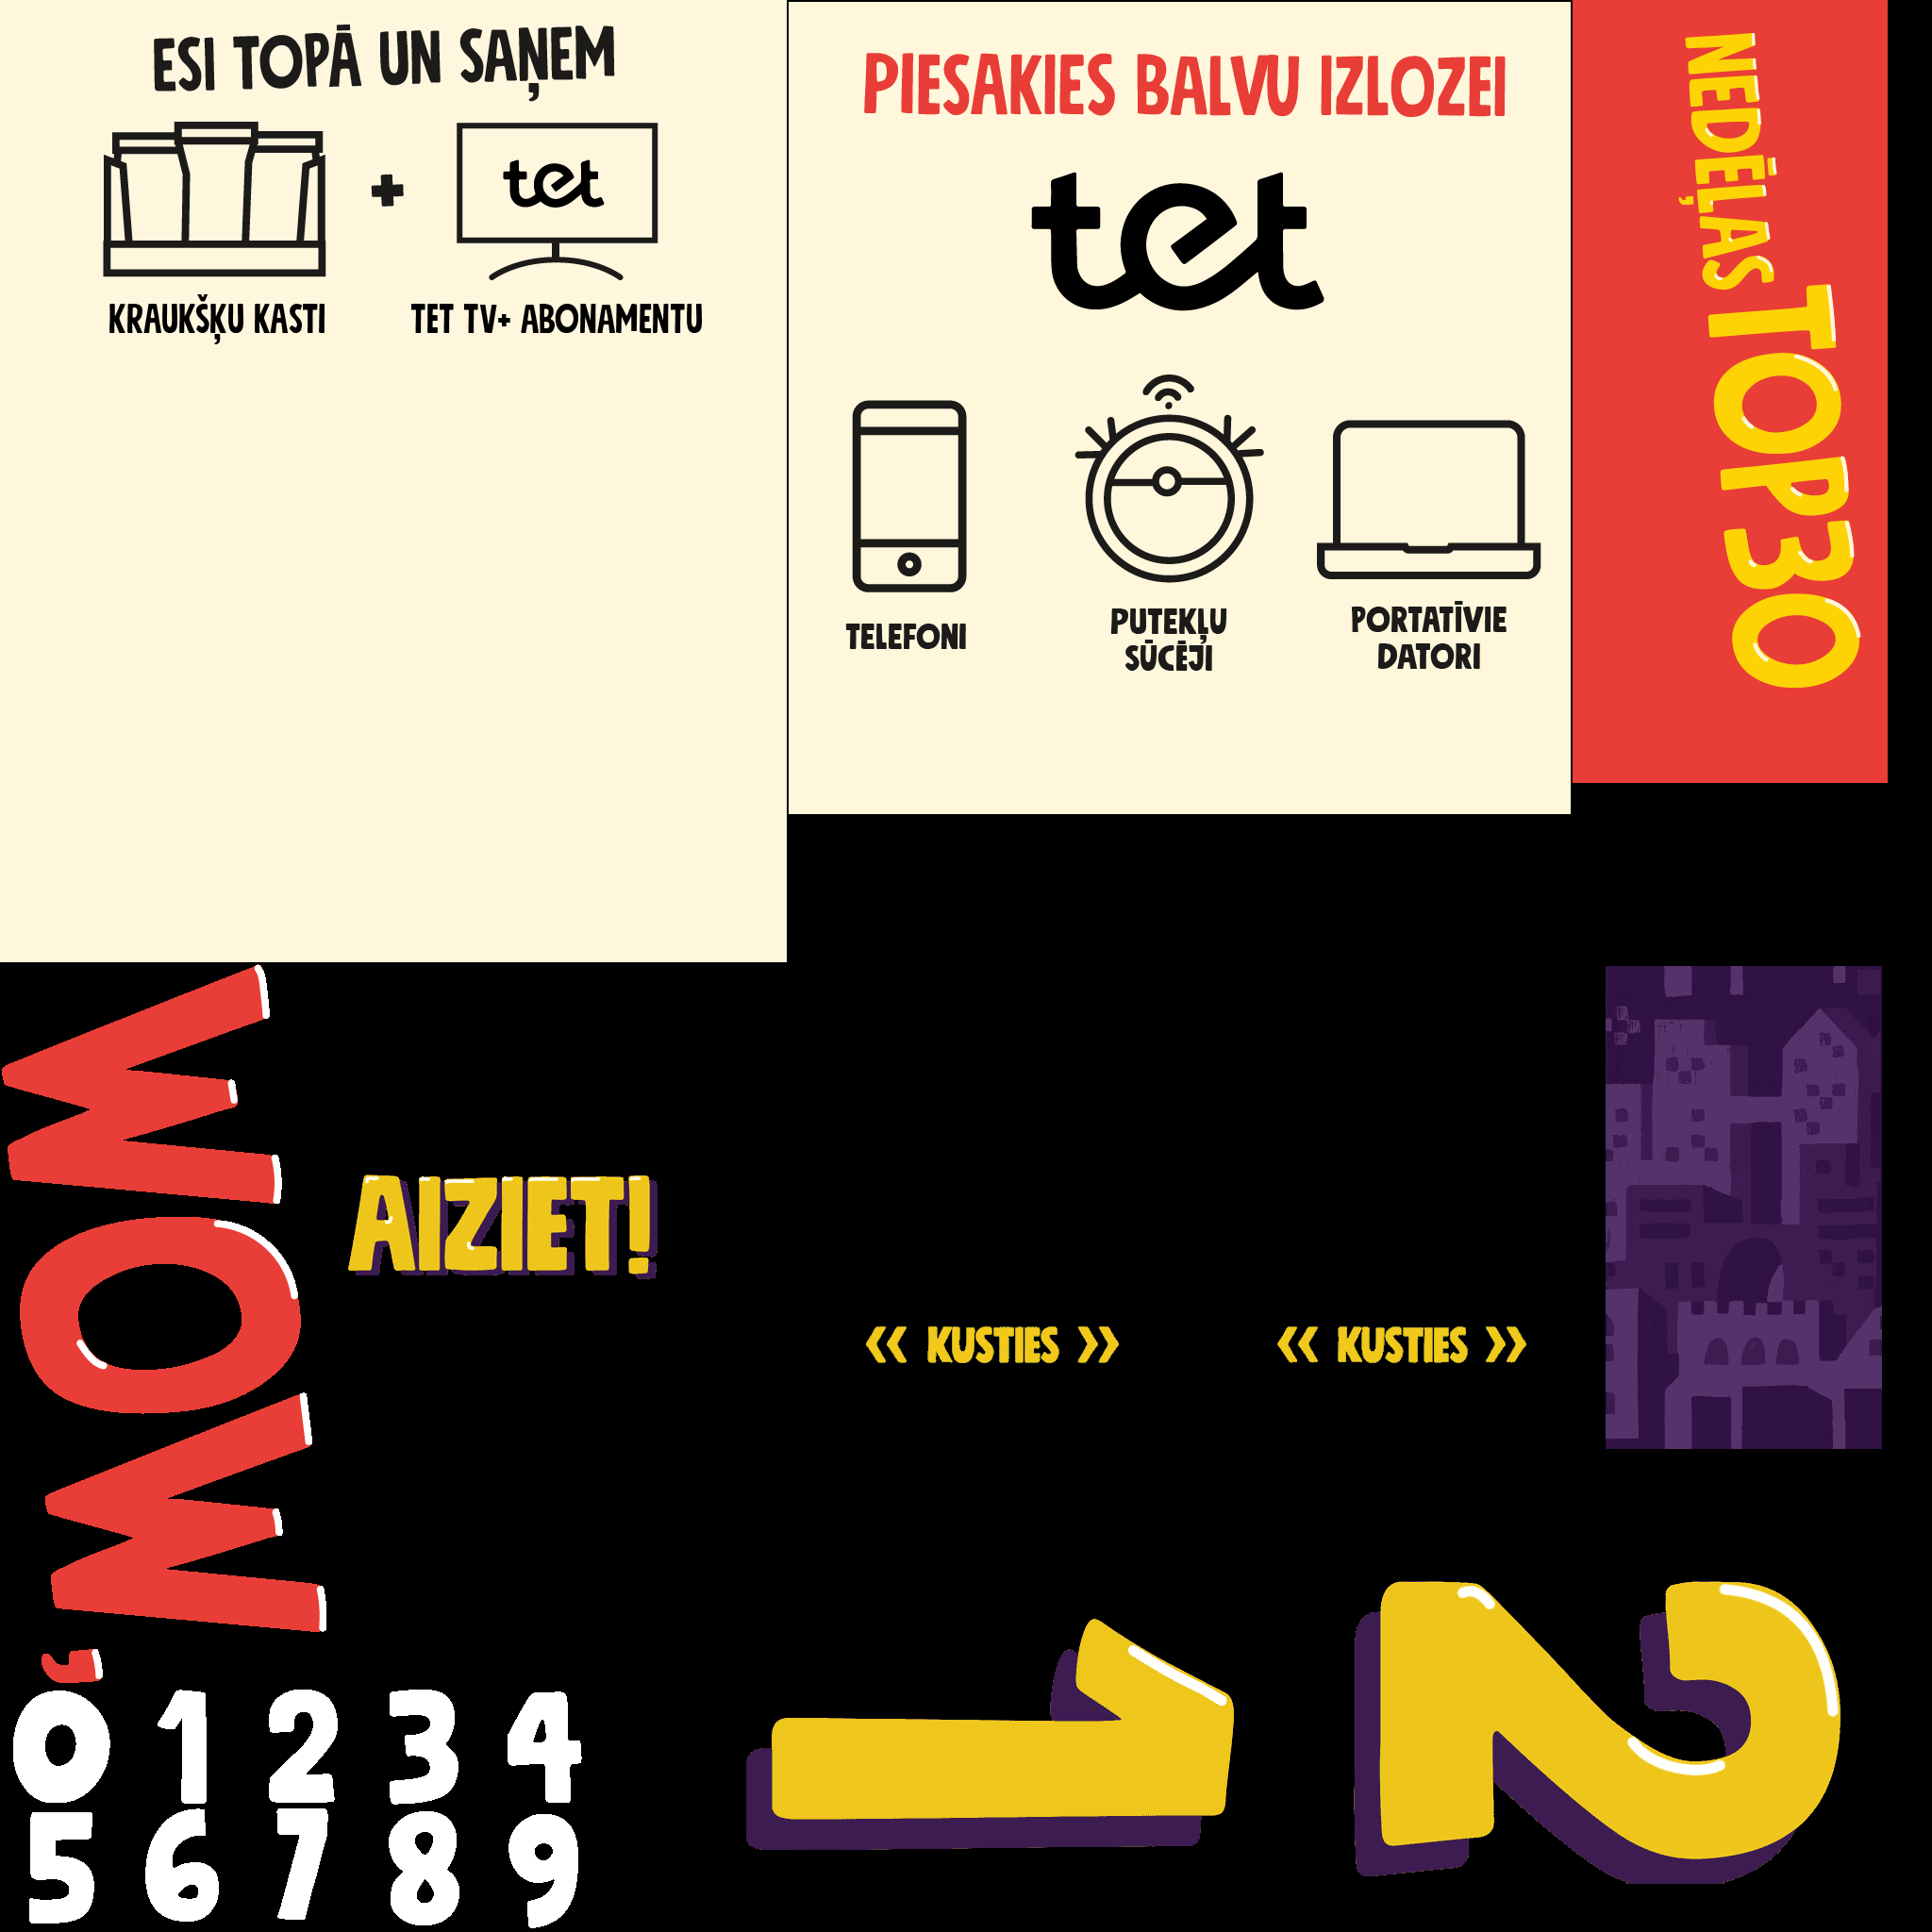 ESI TOPĀ UN SAŅEM
+
tet
KRAUKŠĶU KASTI
TET TV+ ABONAMENTU
PIESAKIES BALVU IZLOZEI
tet
TELEFONI
PUTEKĻU
SŪCĒJI
PORTATĪVIE
DATORI
NEDĒĻAS TOP30
WOW,
AIZIET!
« KUSTIES »
« KUSTIES »
0 1 2 3 4
5 6 7 8 9
1
2